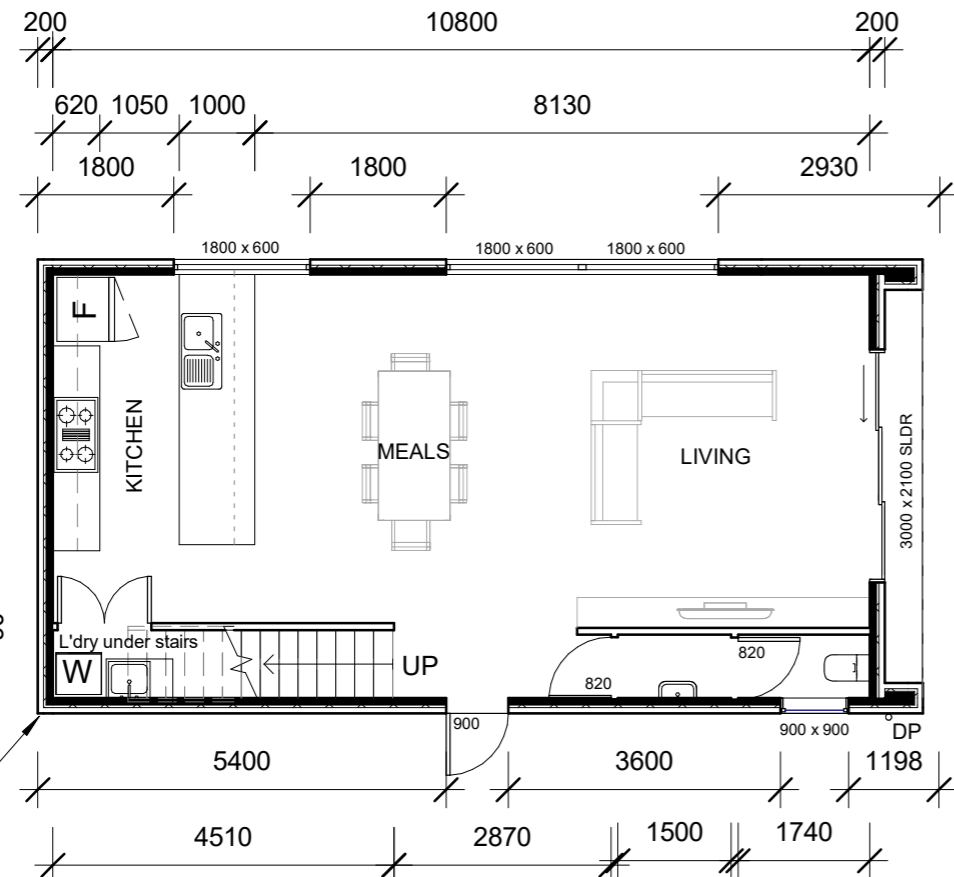 200 10800 200
620 1050 1000 8130
1800 1800 2930
1800 x 600 1800 x 600 1800 x 600
F
KITCHEN
MEALS
LIVING
3000 x 2100 SLDR
L'dry under stairs
W
UP
820
820
900
900 x 900
DP
5400 3600 1198
4510 2870 1500 1740